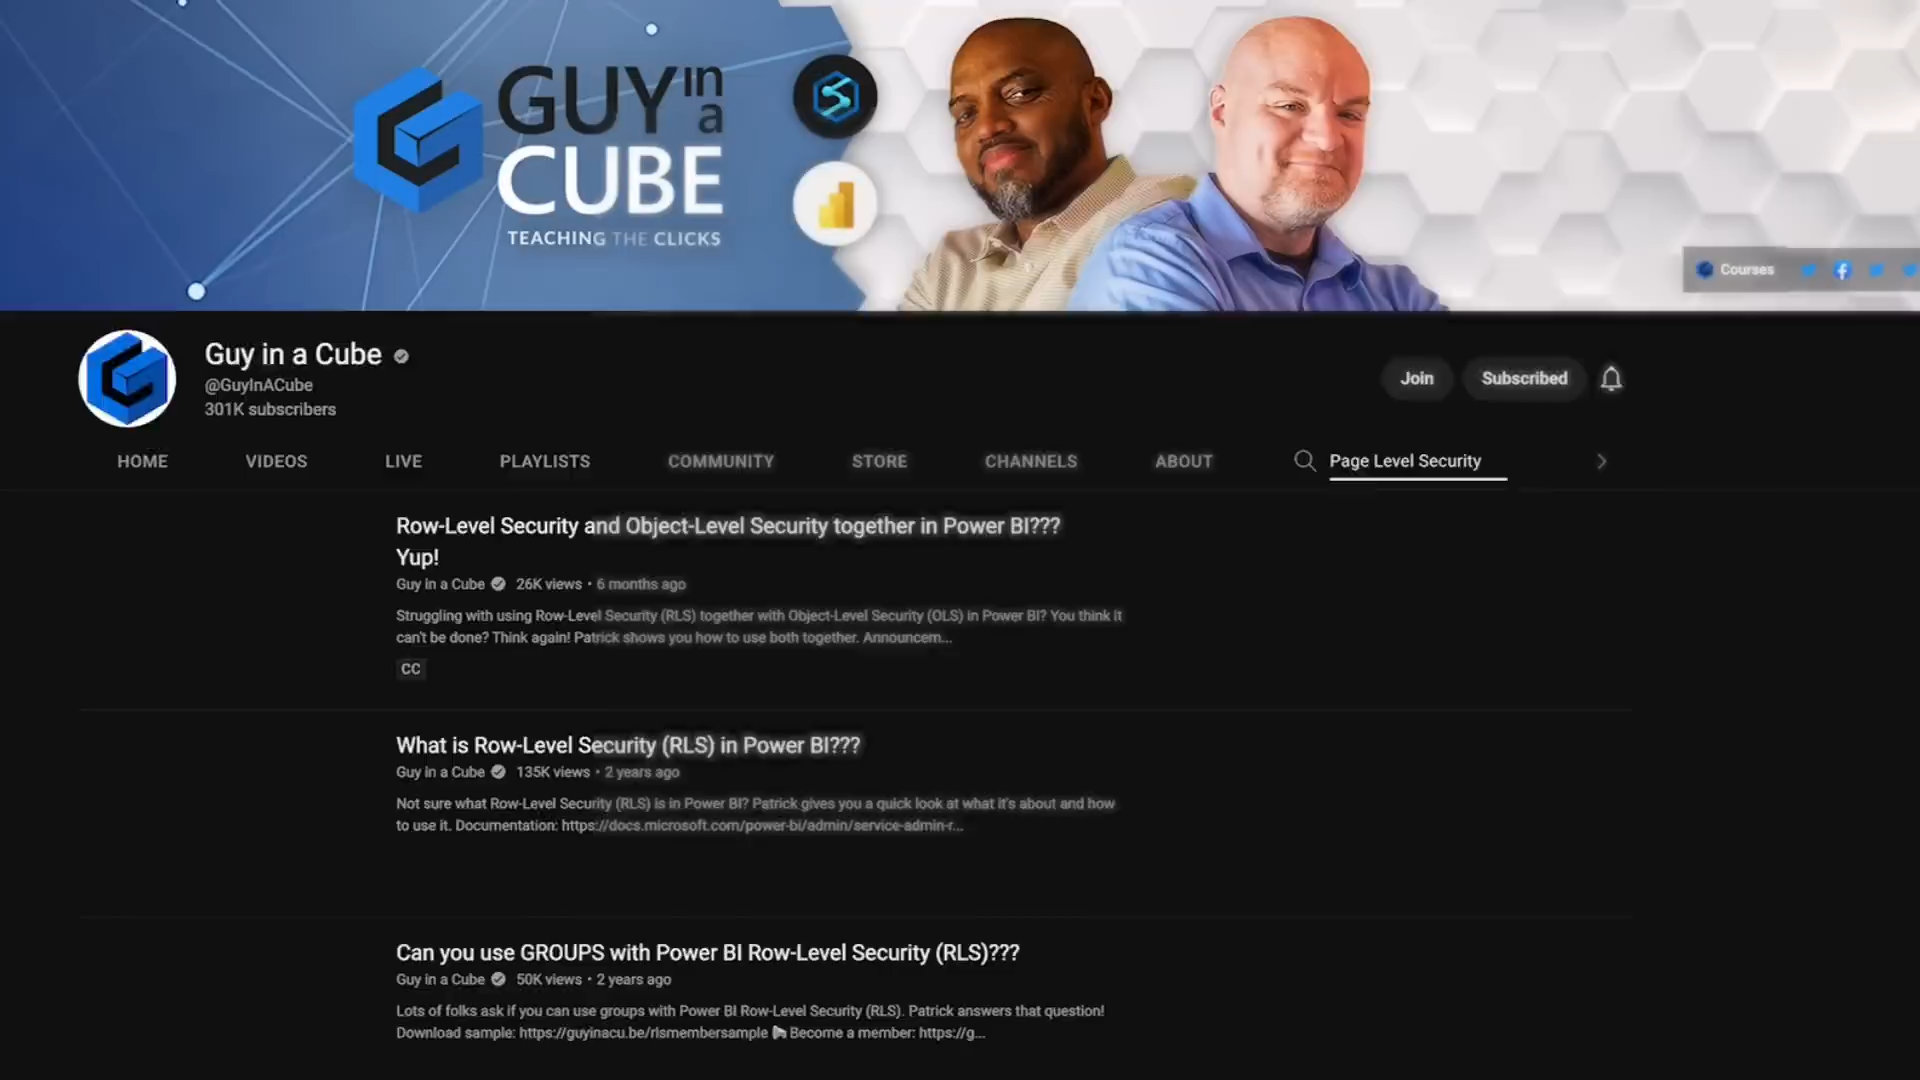 GUY in a
CUBE
TEACHING THE CLICKS
Courses
Guy in a Cube
@GuyInACube
301K subscribers
Join
Subscribed
HOME
VIDEOS
LIVE
PLAYLISTS
COMMUNITY
STORE
CHANNELS
ABOUT
Page Level Security
Row-Level Security and Object-Level Security together in Power BI???
Yup!
Guy in a Cube 26K views • 6 months ago
Struggling with using Row-Level Security (RLS) together with Object-Level Security (OLS) in Power BI? You think it
can't be done? Think again! Patrick shows you how to use both together. Announcem...
CC
What is Row-Level Security (RLS) in Power BI???
Guy in a Cube 135K views • 2 years ago
Not sure what Row-Level Security (RLS) is in Power BI? Patrick gives you a quick look at what it's about and how
to use it. Documentation: https://docs.microsoft.com/power-bi/admin/service-admin-r...
Can you use GROUPS with Power BI Row-Level Security (RLS)???
Guy in a Cube 50K views • 2 years ago
Lots of folks ask if you can use groups with Power BI Row-Level Security (RLS). Patrick answers that question!
Download sample: https://guyinacu.be/rlsmembersample Become a member: https://g...